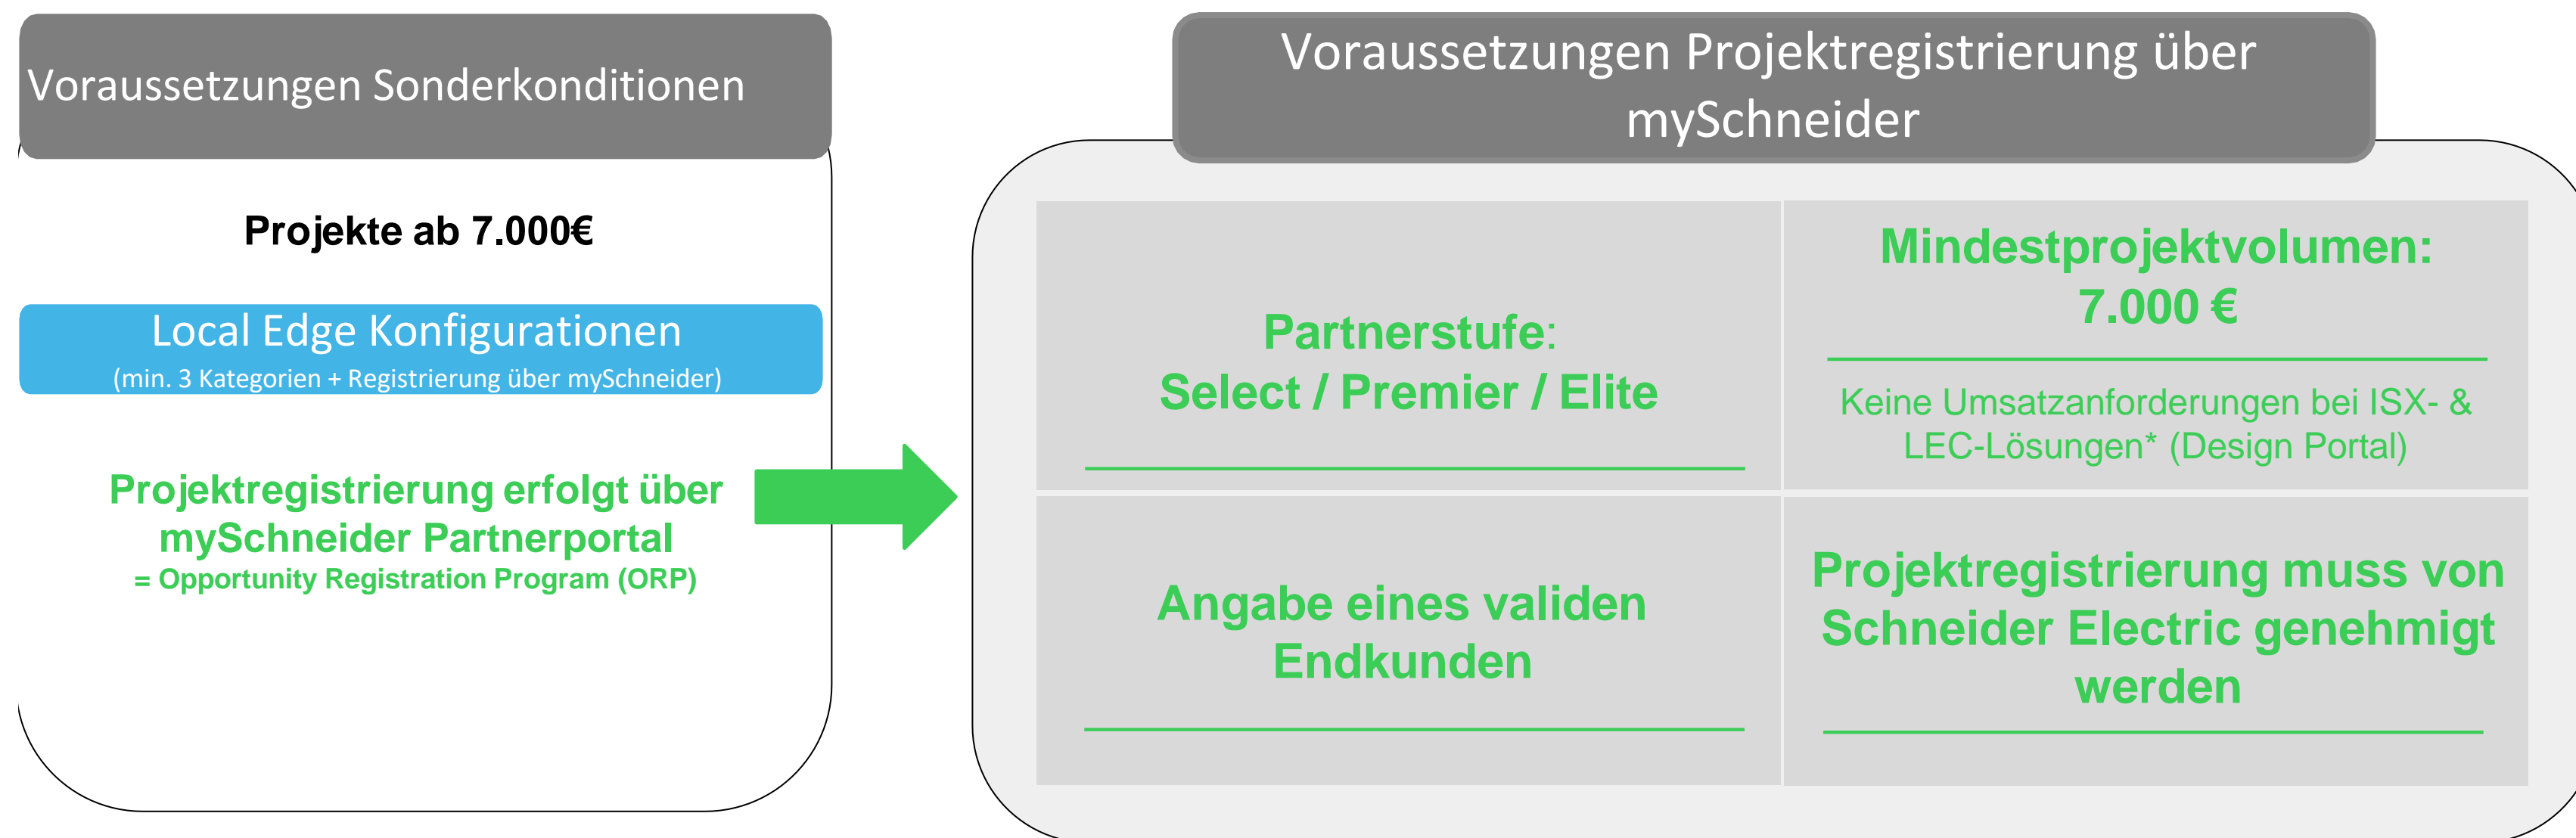 Voraussetzungen Sonderkonditionen
Projekte ab 7.000€
Local Edge Konfigurationen
(min. 3 Kategorien + Registrierung über mySchneider)
Projektregistrierung erfolgt über
mySchneider Partnerportal
= Opportunity Registration Program (ORP)
Voraussetzungen Projektregistrierung über
mySchneider
Partnerstufe:
Select / Premier / Elite
Mindestprojektvolumen:
7.000 €
Keine Umsatzanforderungen bei ISX- &
LEC-Lösungen* (Design Portal)
Angabe eines validen
Endkunden
Projektregistrierung muss von
Schneider Electric genehmigt
werden